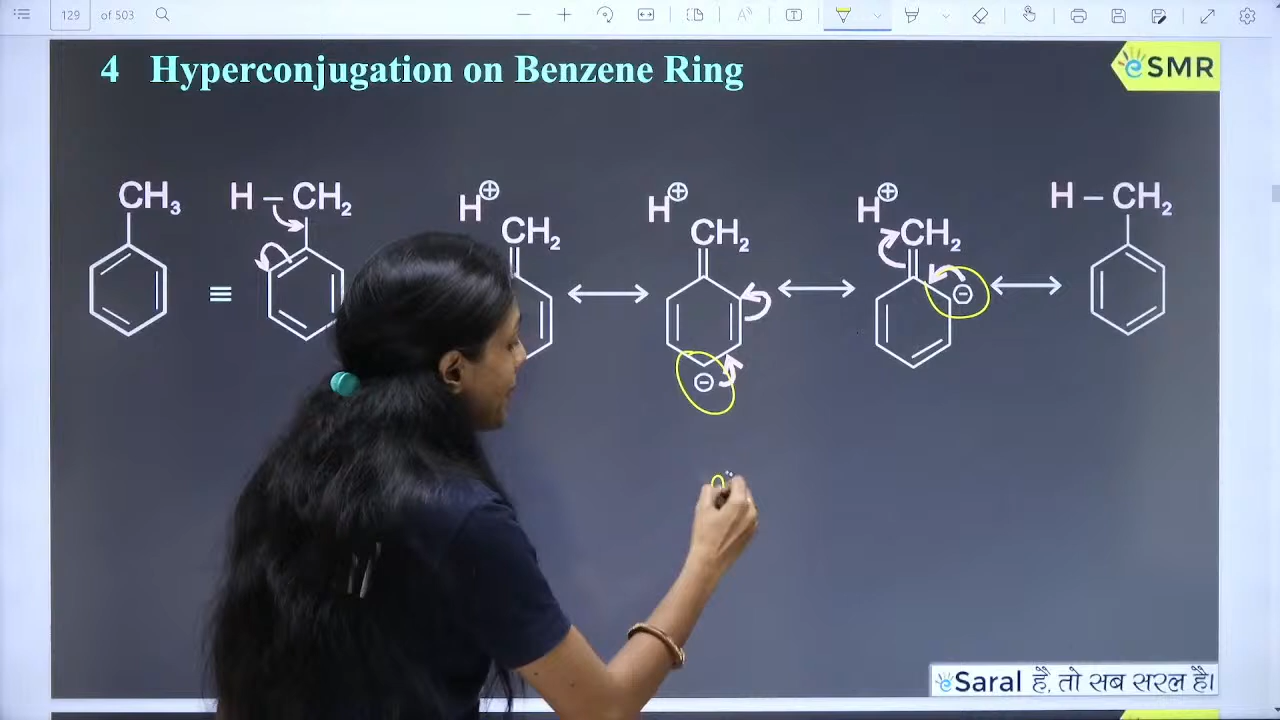 129 of 503
4 Hyperconjugation on Benzene Ring
eSMR
CH₃
H – CH₂
H⊕
CH₂
H⊕
CH₂
H⊕
CH₂
H – CH₂
≡
⊖
⊖
eSaral है, तो सब सरल है।